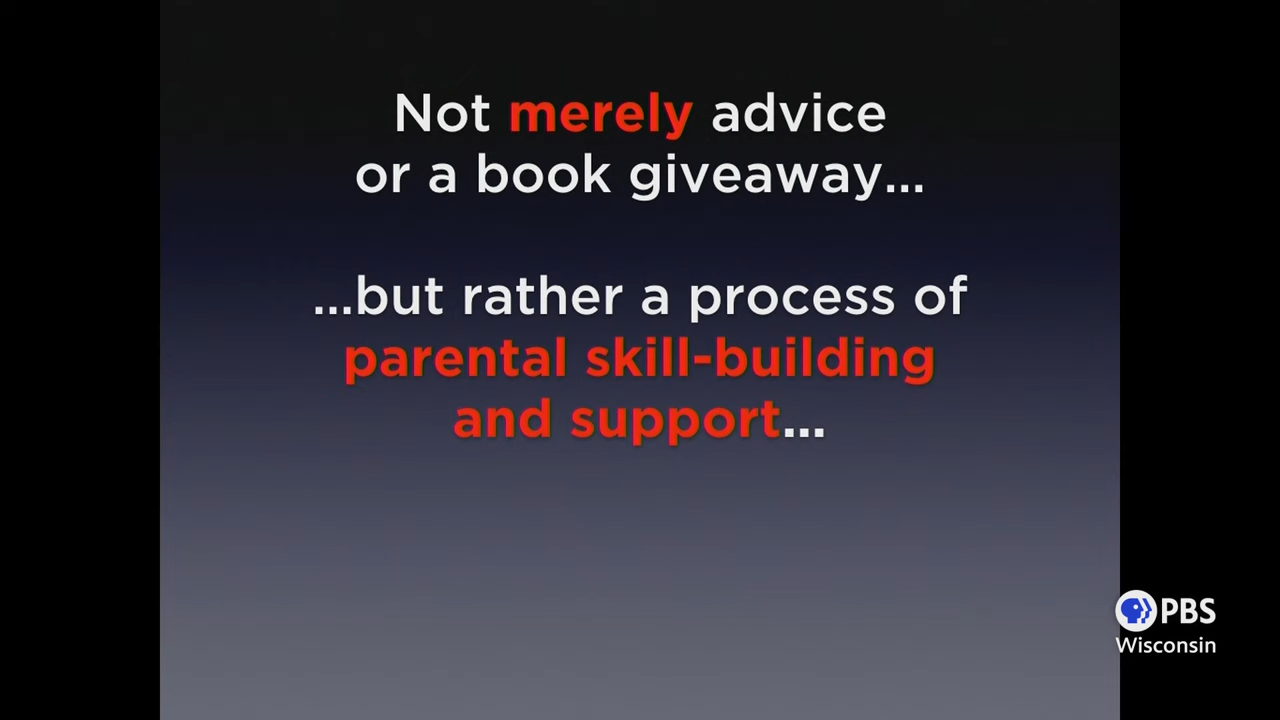 Not merely advice
or a book giveaway...
...but rather a process of
parental skill-building
and support...
PBS
Wisconsin